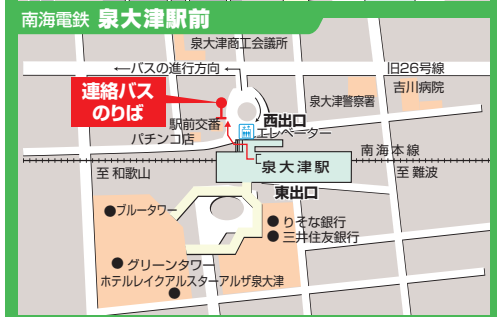 南海電鉄 泉大津駅前
泉大津商工会議所
←バスの進行方向←
旧26号線
連絡バス
のりば
吉川病院
泉大津警察署
駅前交番
西出口
エレベーター
パチンコ店
南海本線
泉大津駅
至和歌山
至難波
東出口
●ブルータワー
● りそな銀行
● 三井住友銀行
● グリーンタワー
ホテルレイクアルスターアルザ泉大津